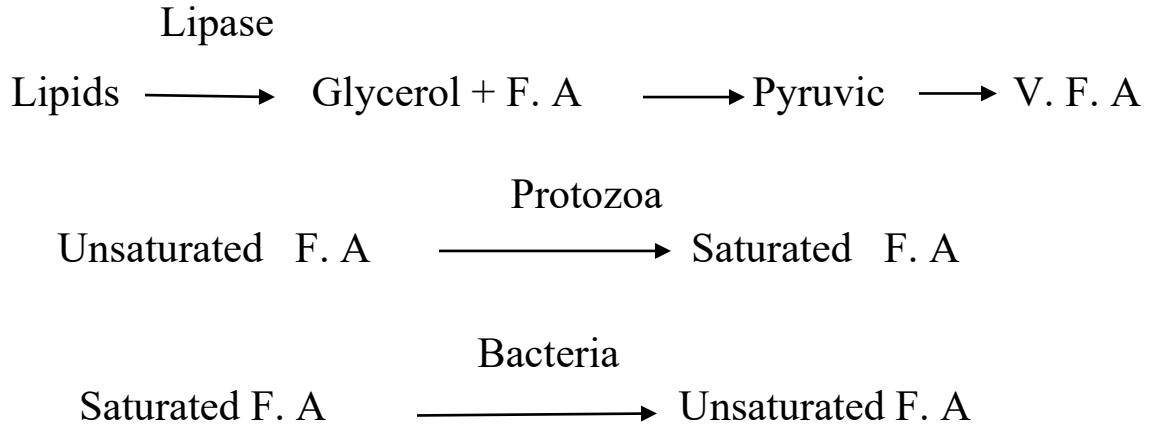 Lipase
Lipids Glycerol + F. A Pyruvic V. F. A
Protozoa
Unsaturated F. A Saturated F. A
Bacteria
Saturated F. A Unsaturated F. A